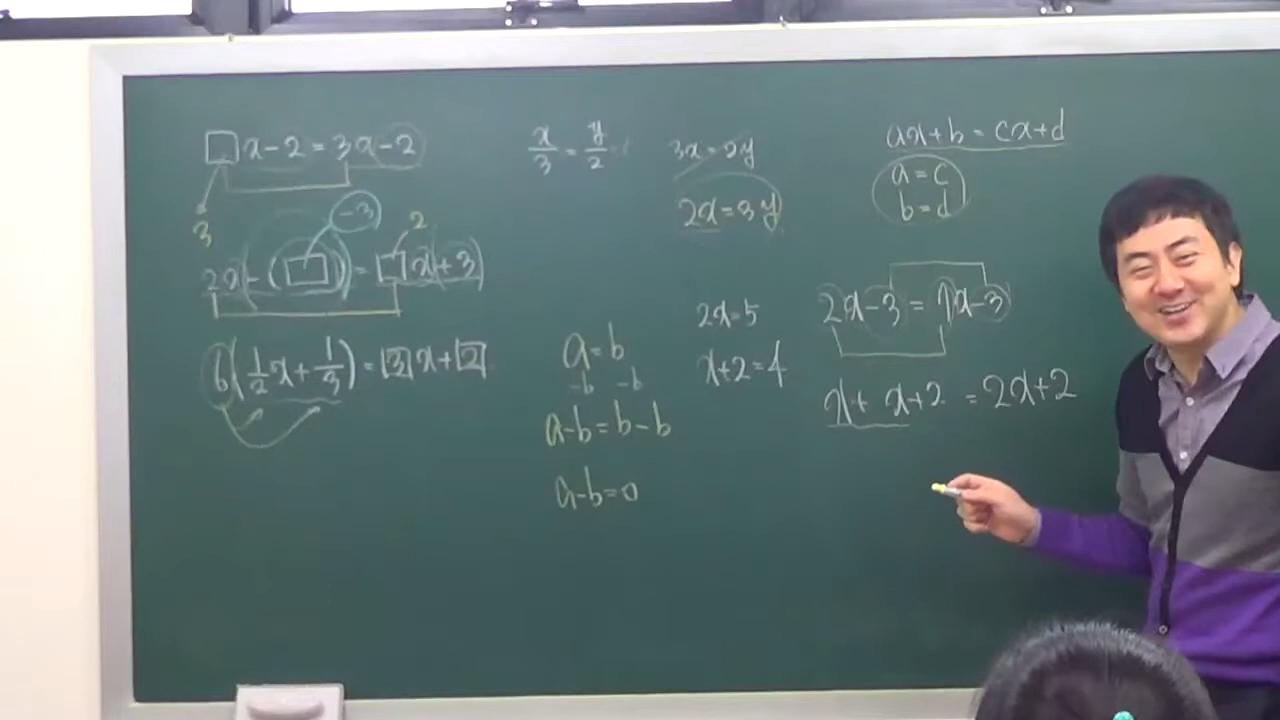 □x-2=3x-2
3
-3
2
2x-(□)=□x+3
6(1/2x+1/3)=3x+2
x/3=y/2
a=b
-b -b
a-b=b-b
a-b=0
3x=2y
2x=3y
2x=5
x+2=4
ax+b=cx+d
a=c
b=d
2x-3=1x-3
x+x+2=2x+2